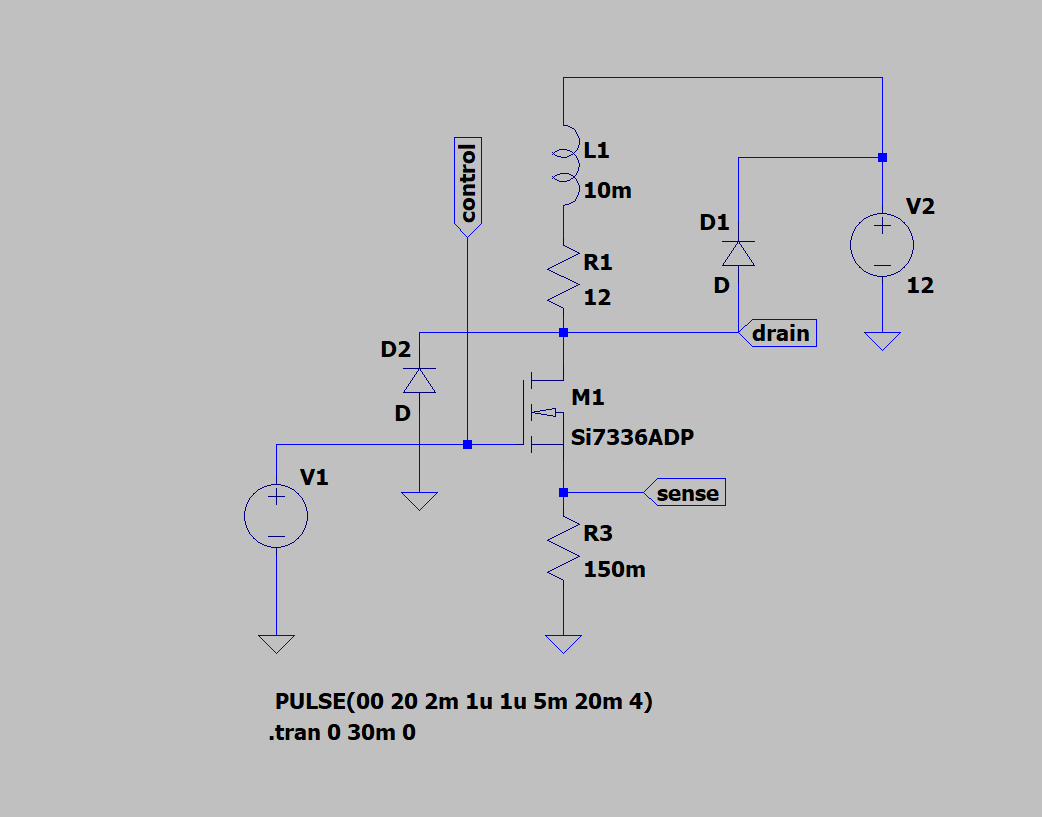 control
L1
10m
V2
D1
R1
D
12
12
drain
D2
M1
D
Si7336ADP
V1
sense
R3
150m
PULSE(00 20 2m 1u 1u 5m 20m 4)
.tran 0 30m 0